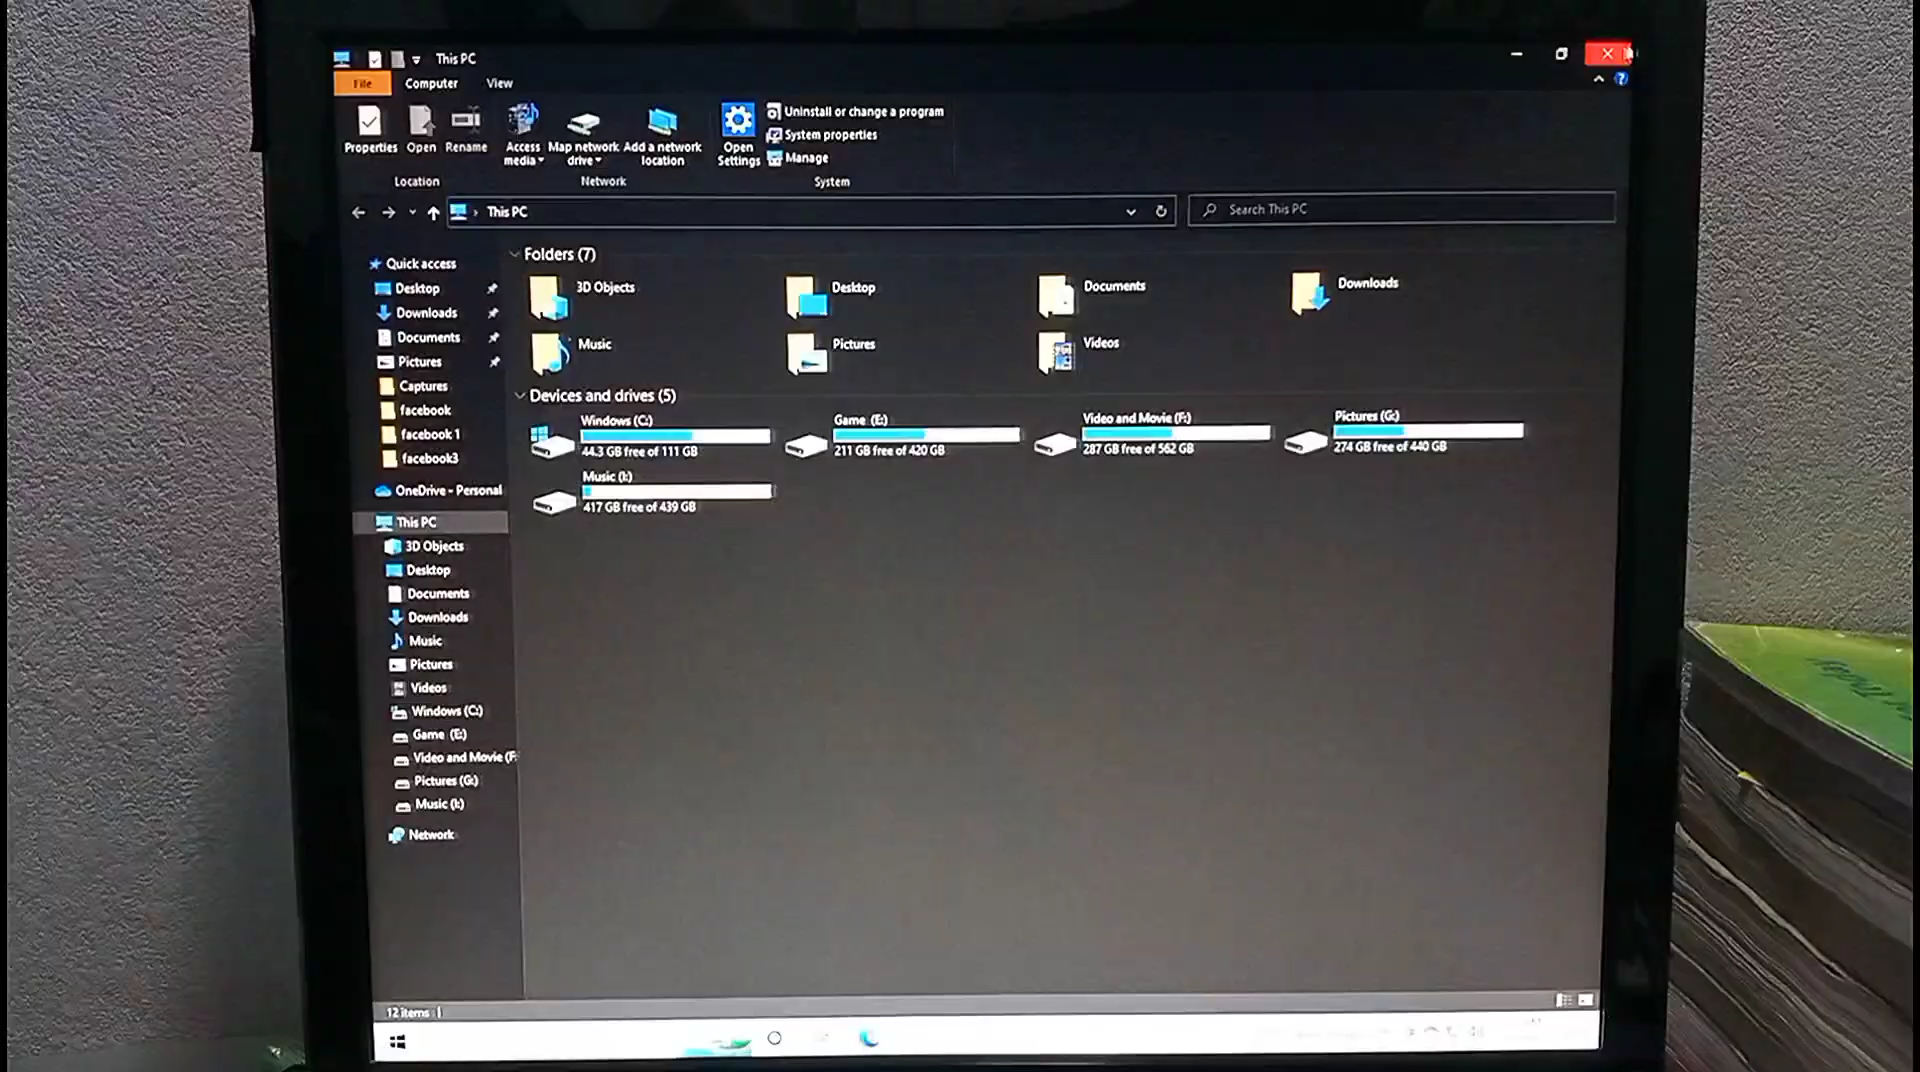 This PC
File Computer View
Uninstall or change a program
System properties
Manage
Properties Open Rename Access media Map network drive Add a network location Open Settings
Location Network System
This PC
Search This PC
Quick access
Desktop
Downloads
Documents
Pictures
Captures
facebook
facebook 1
facebook3
OneDrive - Personal
This PC
3D Objects
Desktop
Documents
Downloads
Music
Pictures
Videos
Windows (C:)
Game (E:)
Video and Movie (F:
Pictures (G:)
Music (I:)
Network
Folders (7)
3D Objects Desktop Documents Downloads
Music Pictures Videos
Devices and drives (5)
Windows (C:) Game (E:) Video and Movie (F:) Pictures (G:)
44.3 GB free of 111 GB 211 GB free of 420 GB 287 GB free of 562 GB 274 GB free of 440 GB
Music (I:)
417 GB free of 439 GB
12 items